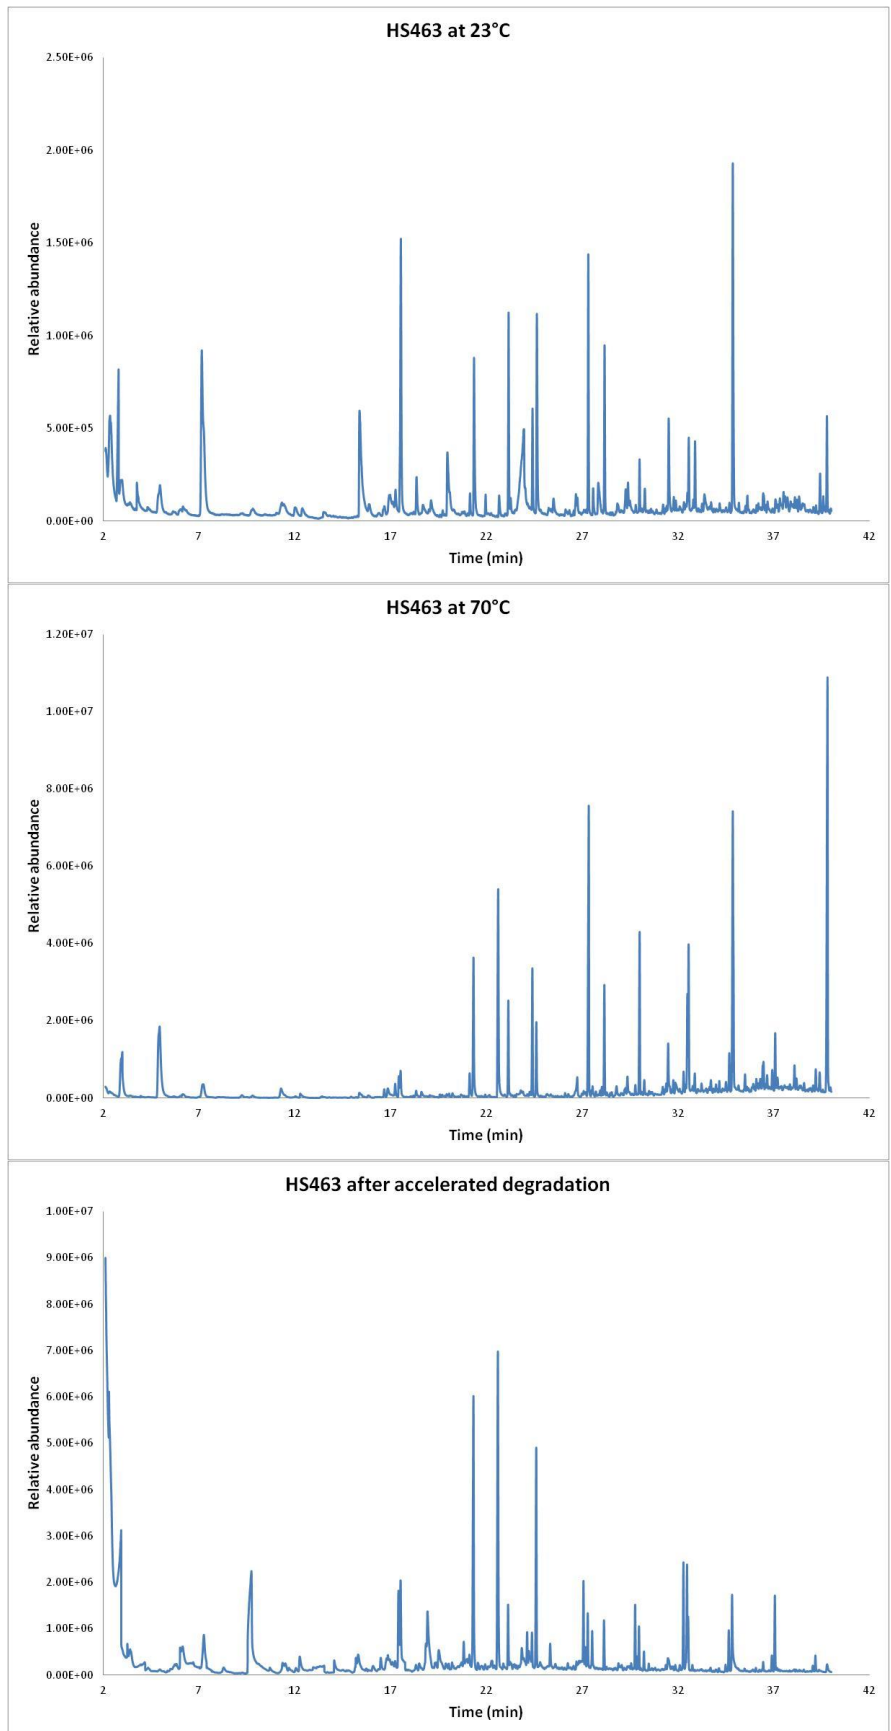 HS463 at 23°C
2.50E+06
2.00E+06
1.50E+06
1.00E+06
5.00E+05
0.00E+00
Relative abundance
2 7 12 17 22 27 32 37 42
Time (min)
HS463 at 70°C
1.20E+07
1.00E+07
8.00E+06
6.00E+06
4.00E+06
2.00E+06
0.00E+00
Relative abundance
2 7 12 17 22 27 32 37 42
Time (min)
HS463 after accelerated degradation
1.00E+07
9.00E+06
8.00E+06
7.00E+06
6.00E+06
5.00E+06
4.00E+06
3.00E+06
2.00E+06
1.00E+06
0.00E+00
Relative abundance
2 7 12 17 22 27 32 37 42
Time (min)